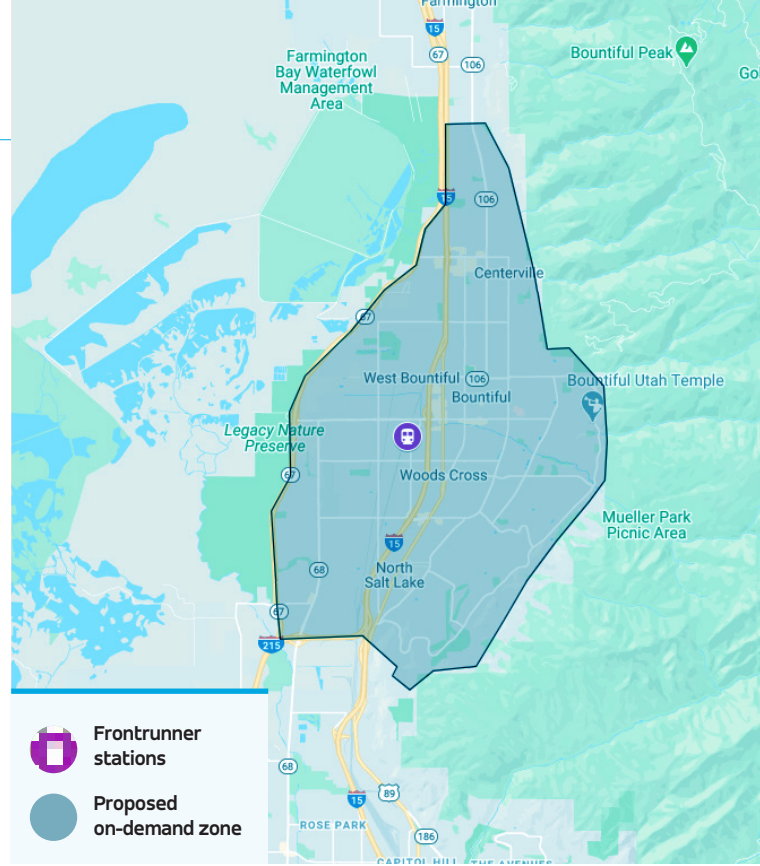 Farmington
15
67
106
Bountiful Peak
Farmington
Bay Waterfowl
Management
Area
15
106
Centerville
67
West Bountiful
106
Bountiful Utah Temple
Bountiful
Legacy Nature
Preserve
67
Woods Cross
Mueller Park
Picnic Area
15
68
North
Salt Lake
67
215
Frontrunner
stations
Proposed
on-demand zone
68
89
15
ROSE PARK
186
CAPITOL HILL
THE AVENUES